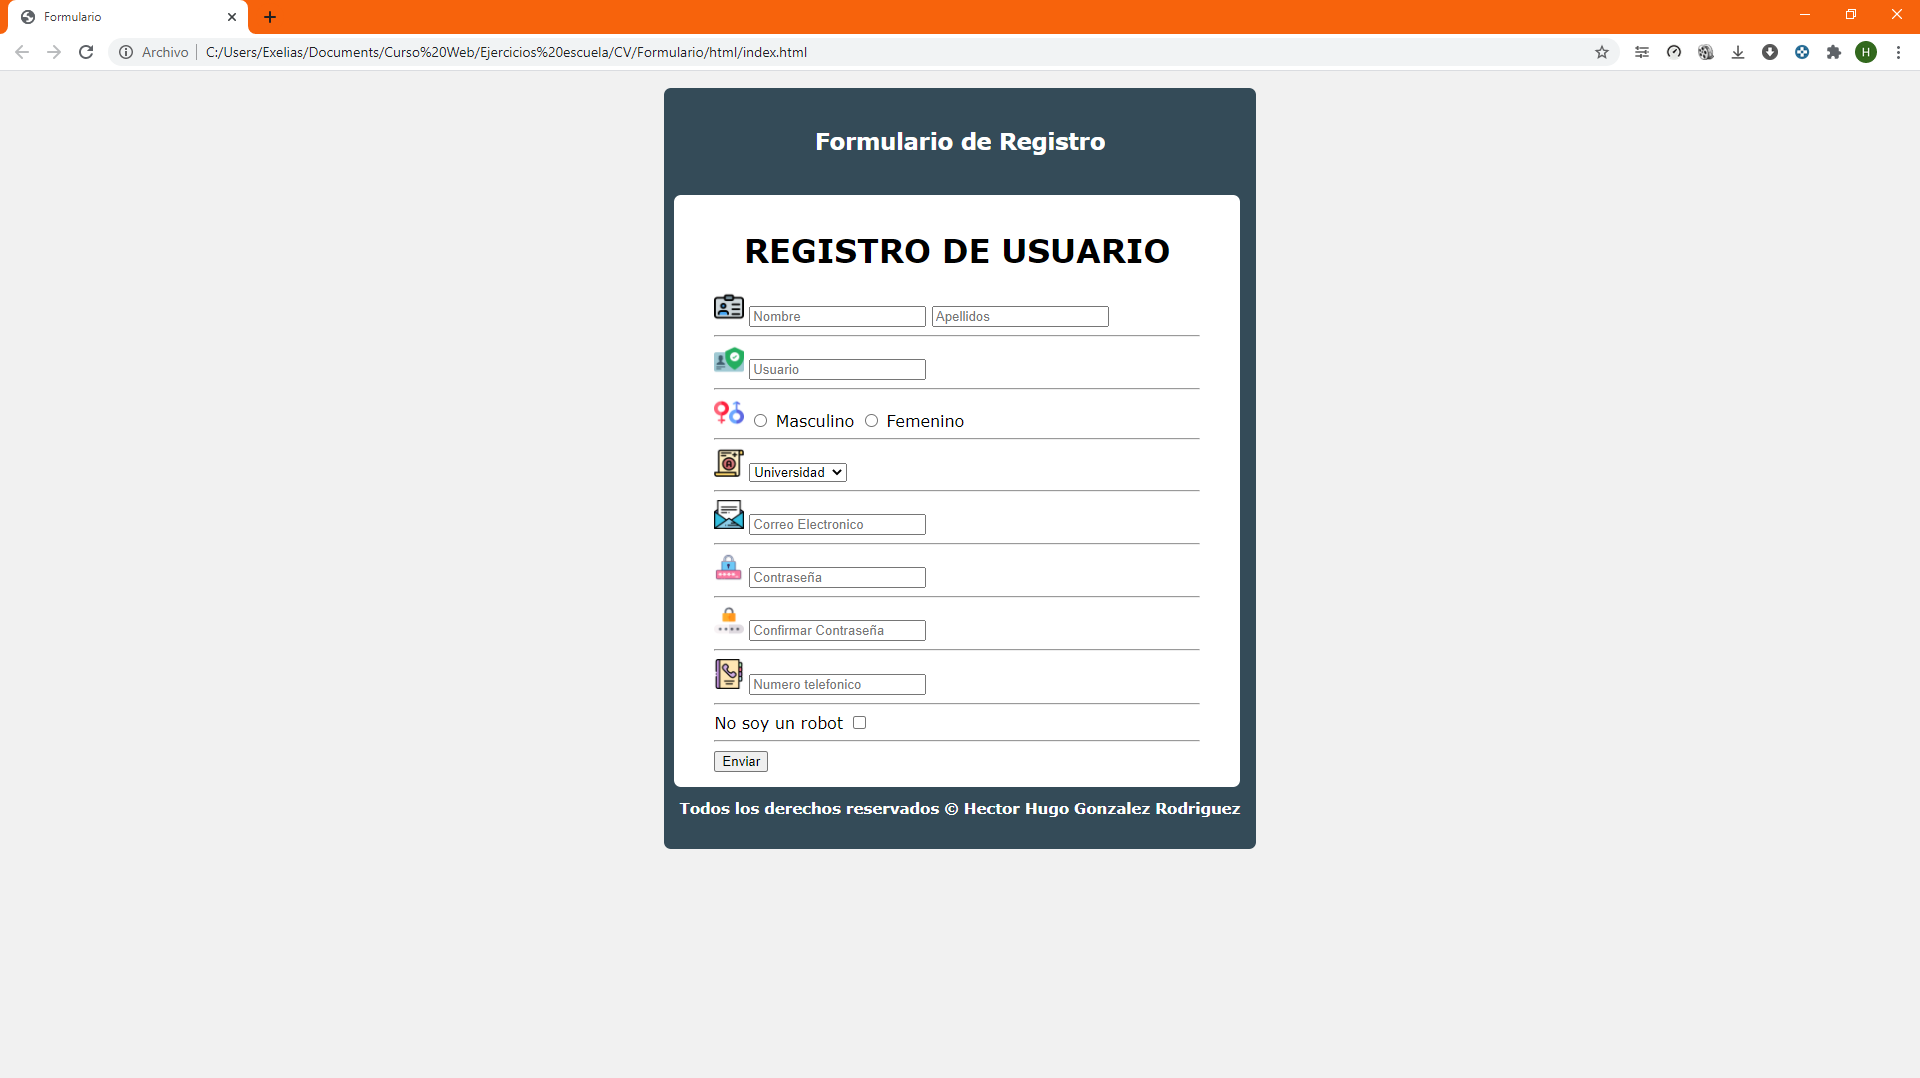 Formulario
Archivo C:/Users/Exelias/Documents/Curso%20Web/Ejercicios%20escuela/CV/Formulario/html/index.html
H
Formulario de Registro
REGISTRO DE USUARIO
Nombre Apellidos
Usuario
Masculino Femenino
Universidad
Correo Electronico
Contraseña
Confirmar Contraseña
Numero telefonico
No soy un robot
Enviar
Todos los derechos reservados © Hector Hugo Gonzalez Rodriguez